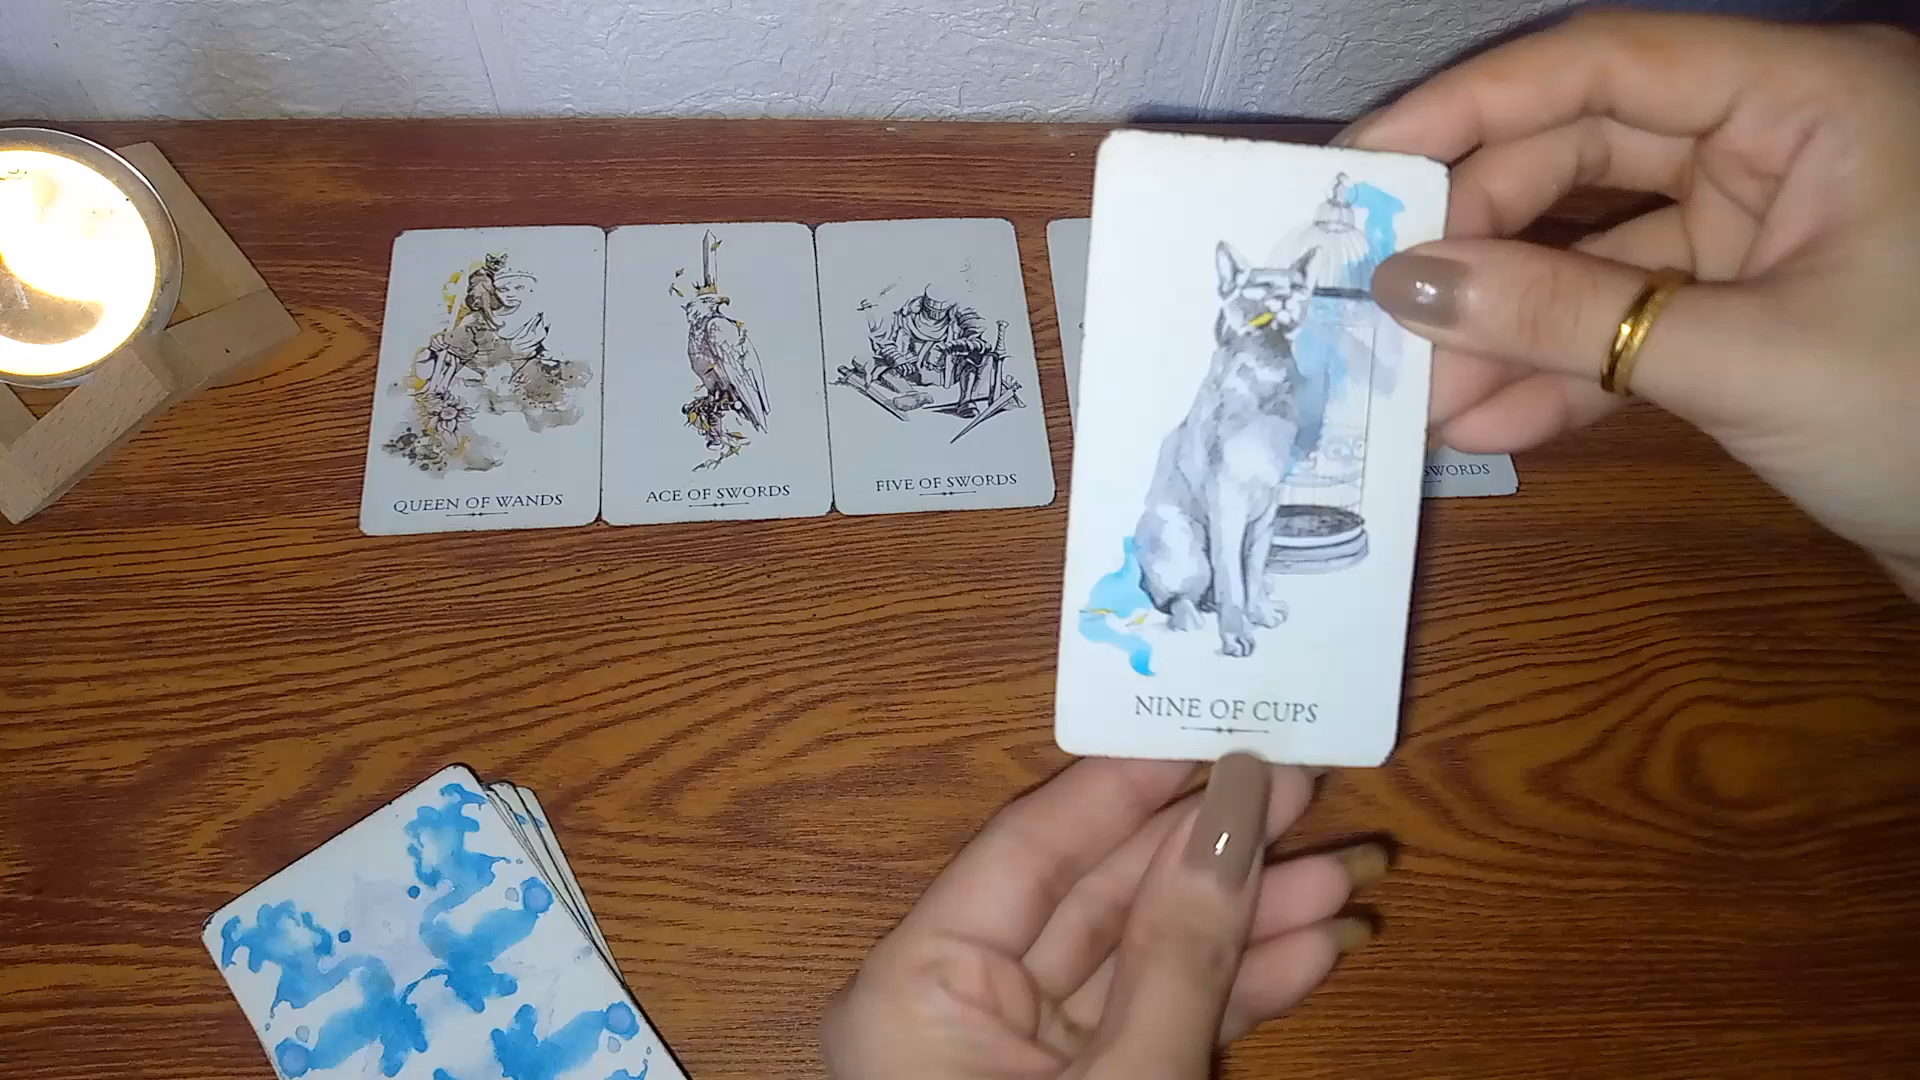 QUEEN OF WANDS
ACE OF SWORDS
FIVE OF SWORDS
SWORDS
NINE OF CUPS